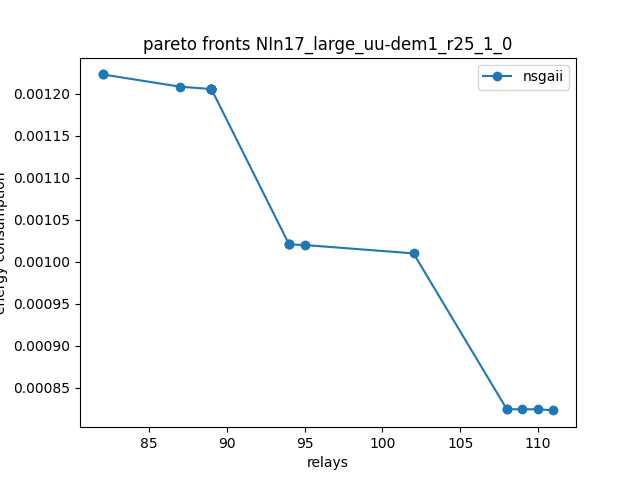 pareto fronts NIn17_large_uu-dem1_r25_1_0
nsgaii
0.00120
0.00115
0.00110
0.00105
0.00100
0.00095
0.00090
0.00085
energy consumption
85 90 95 100 105 110
relays